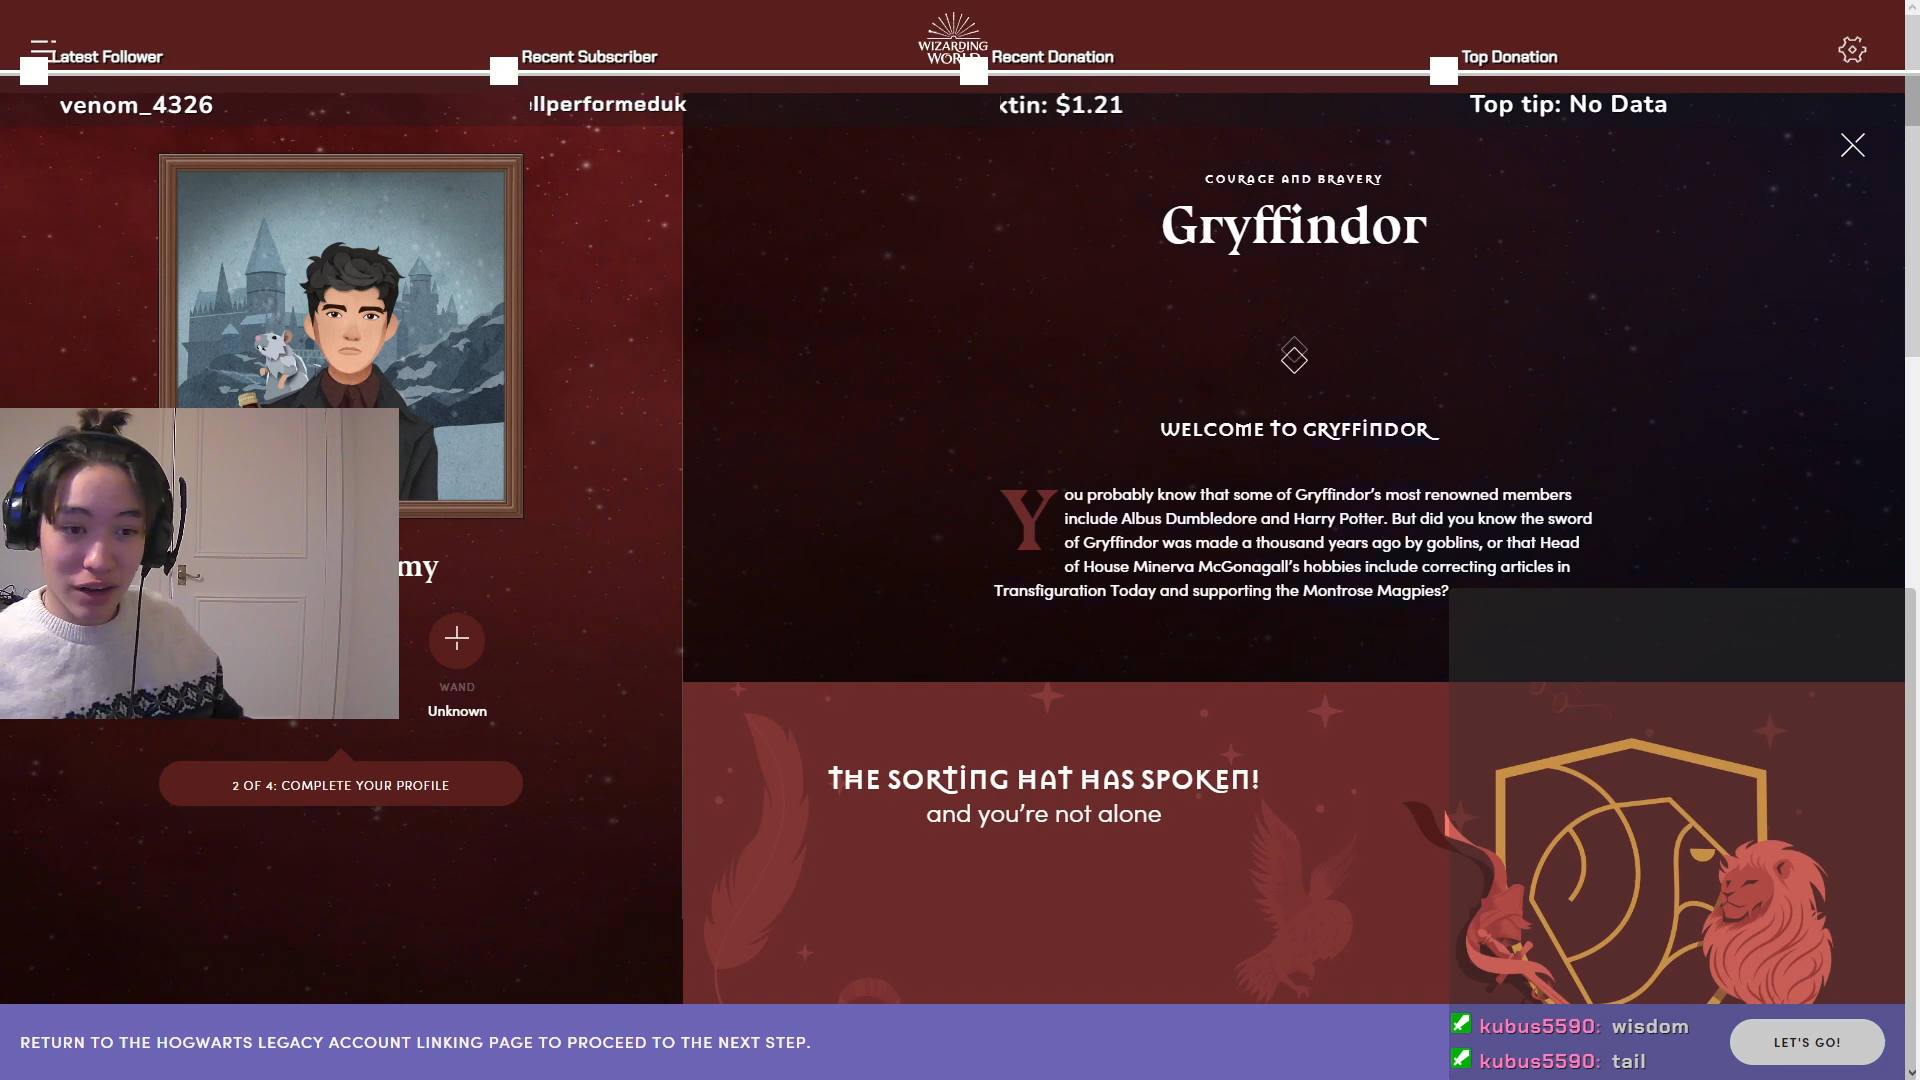 WIZARDING
WORLD
Latest Follower
Recent Subscriber
Recent Donation
Top Donation
venom_4326
llperformeduk
ktin: $1.21
Top tip: No Data
COURAGE AND BRAVERY
Gryffindor
WELCOME TO GRYFFINDOR
You probably know that some of Gryffindor’s most renowned members
include Albus Dumbledore and Harry Potter. But did you know the sword
of Gryffindor was made a thousand years ago by goblins, or that Head
of House Minerva McGonagall’s hobbies include correcting articles in
Transfiguration Today and supporting the Montrose Magpies?
my
WAND
Unknown
2 OF 4: COMPLETE YOUR PROFILE
THE SORTING HAT HAS SPOKEN!
and you’re not alone
RETURN TO THE HOGWARTS LEGACY ACCOUNT LINKING PAGE TO PROCEED TO THE NEXT STEP.
kubus5590: wisdom
kubus5590: tail
LET'S GO!